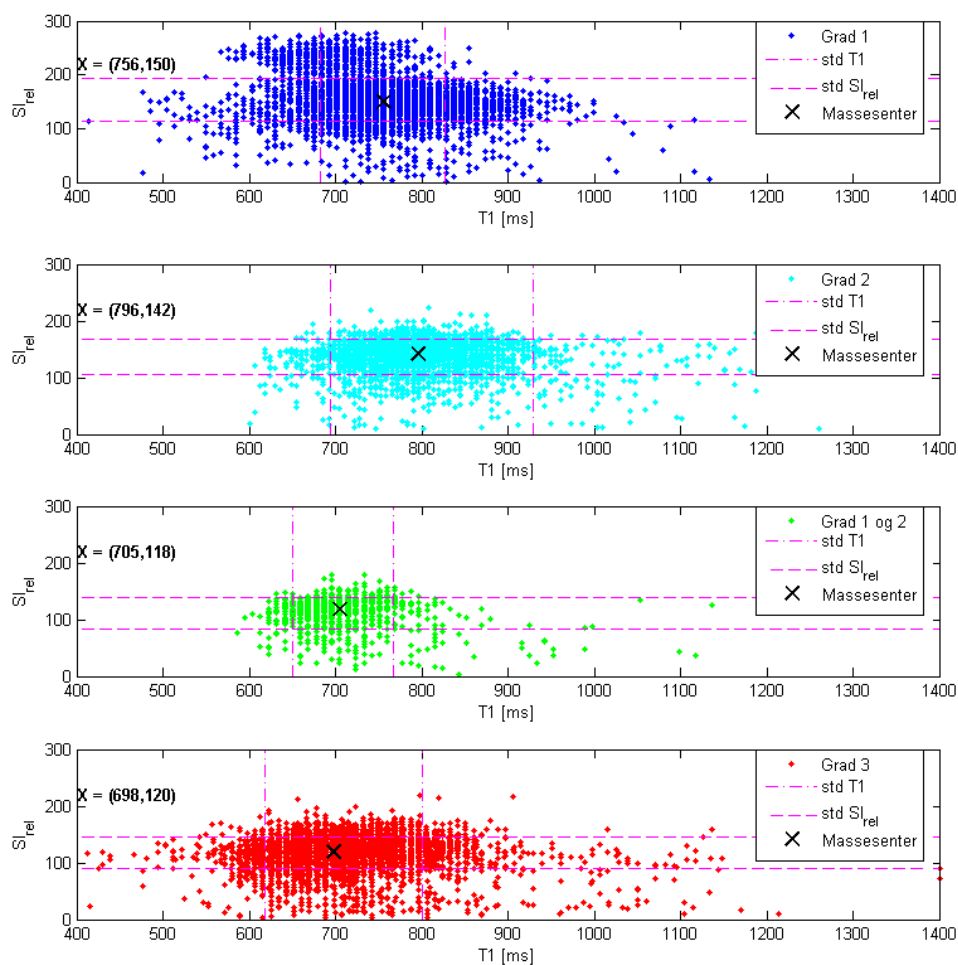 300
200
100
0
SI_rel
X = (756,150)
Grad 1
std T1
std SI_rel
Massesenter
400 500 600 700 800 900 1000 1100 1200 1300 1400
T1 [ms]
300
200
100
0
SI_rel
X = (796,142)
Grad 2
std T1
std SI_rel
Massesenter
400 500 600 700 800 900 1000 1100 1200 1300 1400
T1 [ms]
300
200
100
0
SI_rel
X = (705,118)
Grad 1 og 2
std T1
std SI_rel
Massesenter
400 500 600 700 800 900 1000 1100 1200 1300 1400
T1 [ms]
300
200
100
0
SI_rel
X = (698,120)
Grad 3
std T1
std SI_rel
Massesenter
400 500 600 700 800 900 1000 1100 1200 1300 1400
T1 [ms]